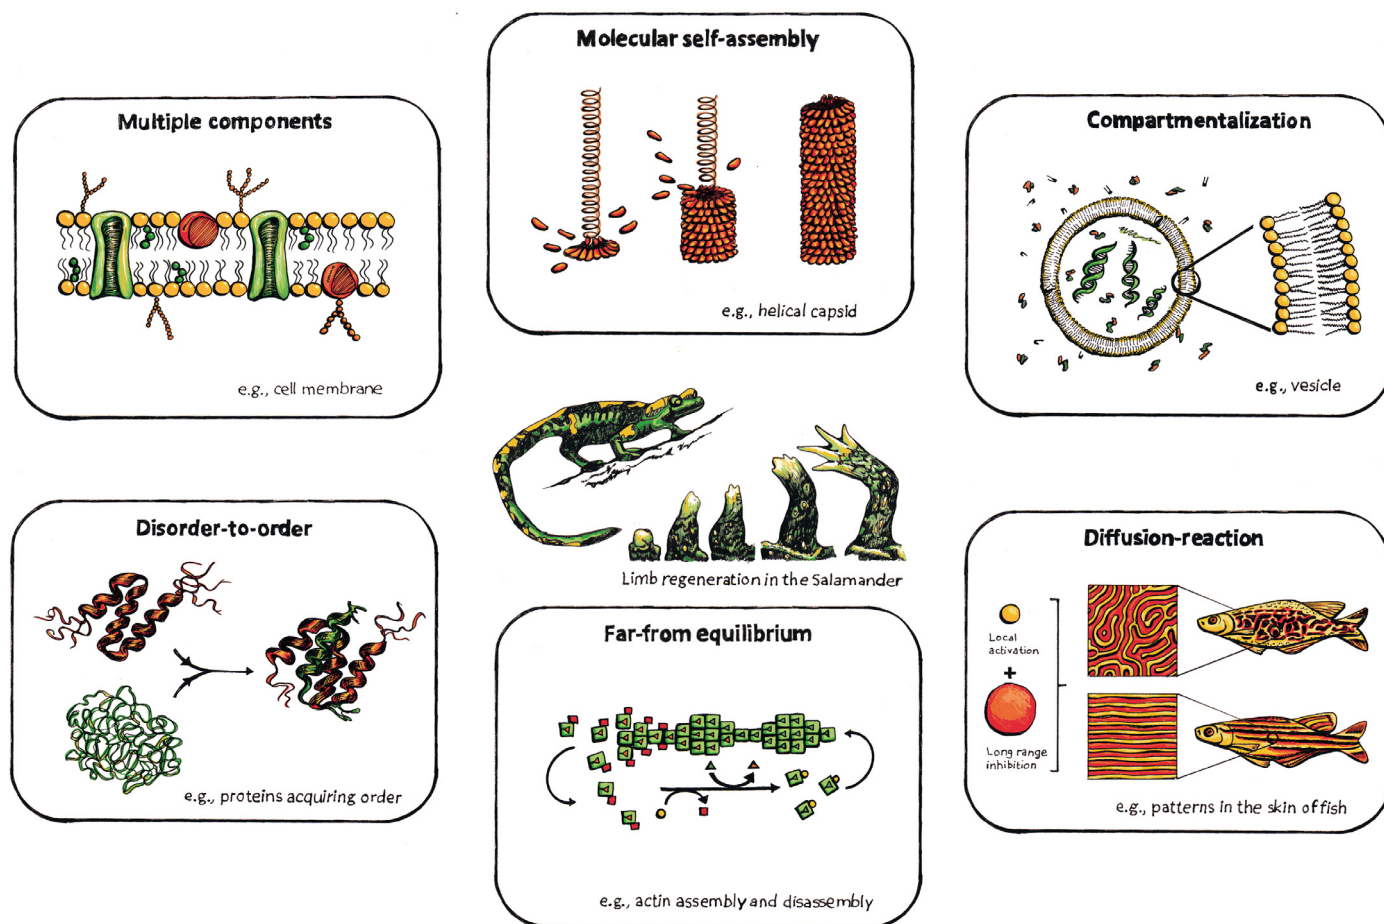 Molecular self-assembly
e.g., helical capsid
Multiple components
e.g., cell membrane
Compartmentalization
e.g., vesicle
Limb regeneration in the Salamander
Disorder-to-order
e.g., proteins acquiring order
Far-from equilibrium
e.g., actin assembly and disassembly
Diffusion-reaction
Local
activation
+
Long range
inhibition
e.g., patterns in the skin of fish